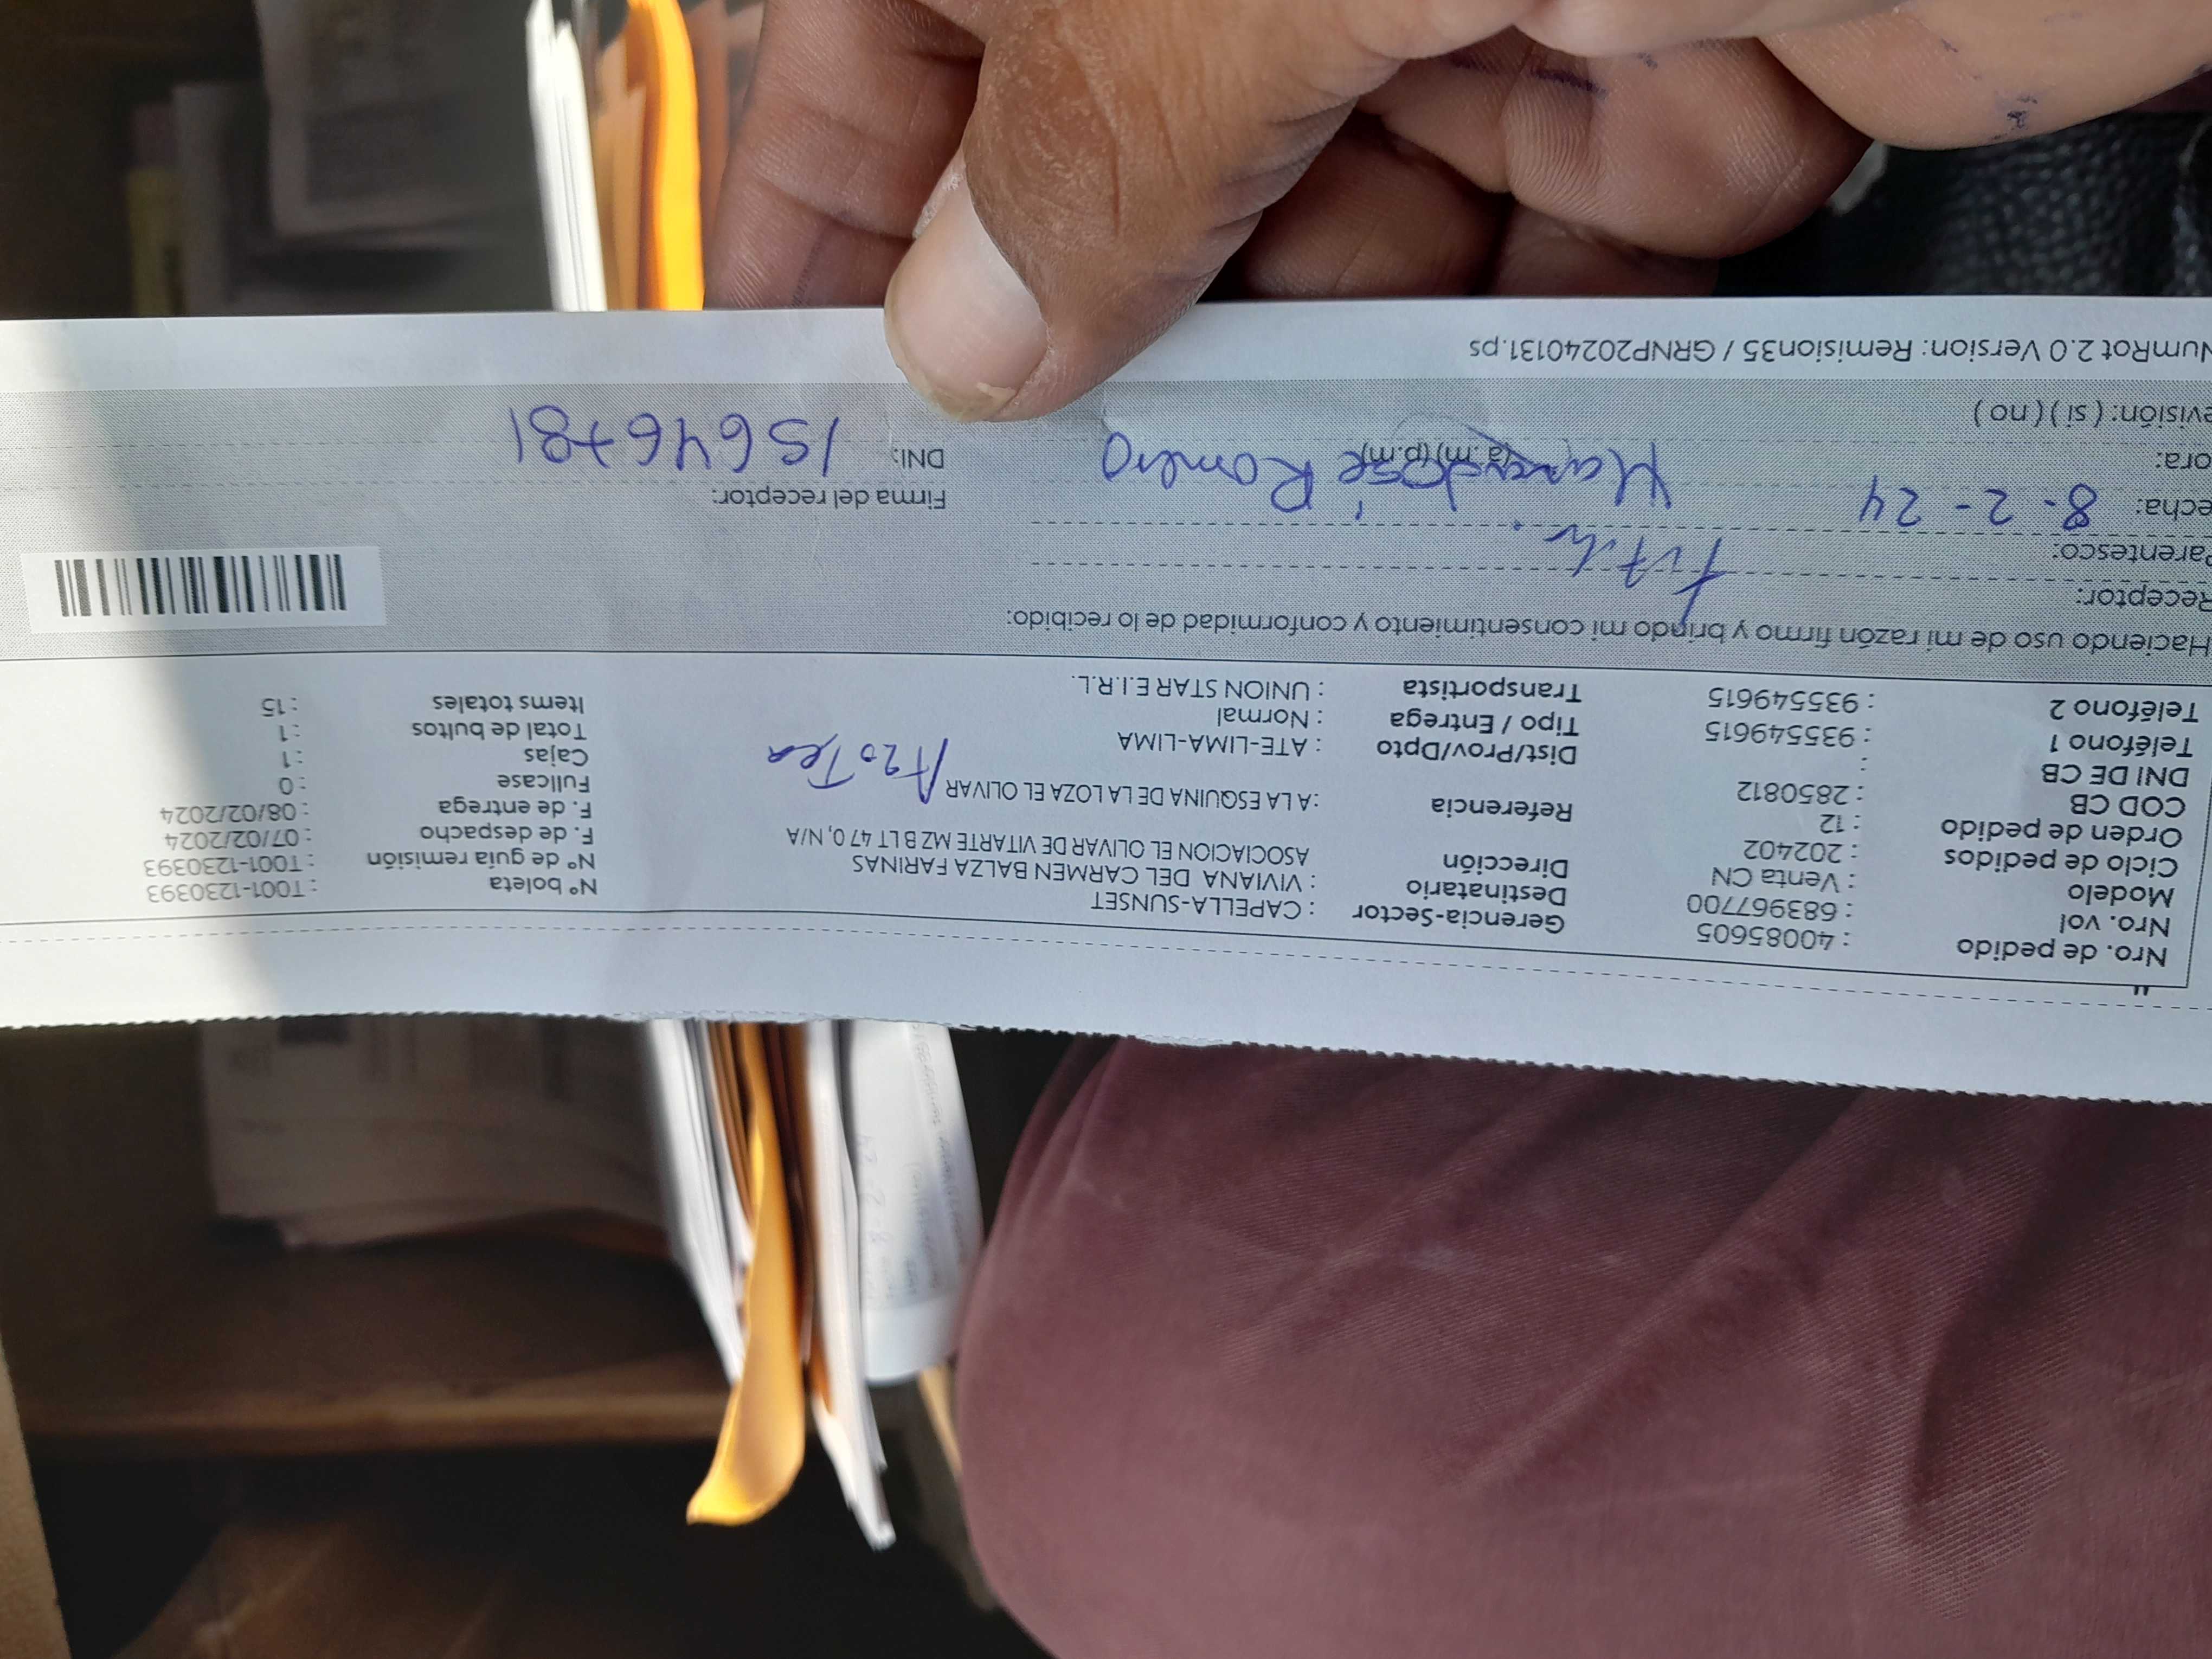 Nro. de pedido : 40085605 Gerencia-Sector : CAPELLA-SUNSET Nº boleta : T001-1230393
Nro. vol : 683967700 Destinatario : VIVIANA DEL CARMEN BALZA FARINAS Nº de guía remisión : T001-1230393
Modelo : Venta CN Dirección ASOCIACION EL OLIVAR DE VITARTE MZ B LT 47 0, N/A F. de despacho : 07/02/2024
Ciclo de pedidos : 202402 F. de entrega : 08/02/2024
Orden de pedido : 12 Referencia : A LA ESQUINA DE LA LOZA EL OLIVAR Fullcase : 0
COD CB : 2850812 Cajas : 1
DNI DE CB : Dist/Prov/Dpto : ATE-LIMA-LIMA Total de bultos : 1
Teléfono 1 : 935549615 Tipo / Entrega : Normal Items totales : 15
Teléfono 2 : 935549615 Transportista : UNION STAR E.I.R.L.
Haciendo uso de mi razón firmo y brindo mi consentimiento y conformidad de lo recibido:
Receptor:
Parentesco:
echa: 8-2-24 José Romero Firma del receptor:
ora: (a.m) (p.m) DNI: 15646781
evisión: ( si ) ( no )
NumRot 2.0 Version: Remision35 / GRNP20240131.ps